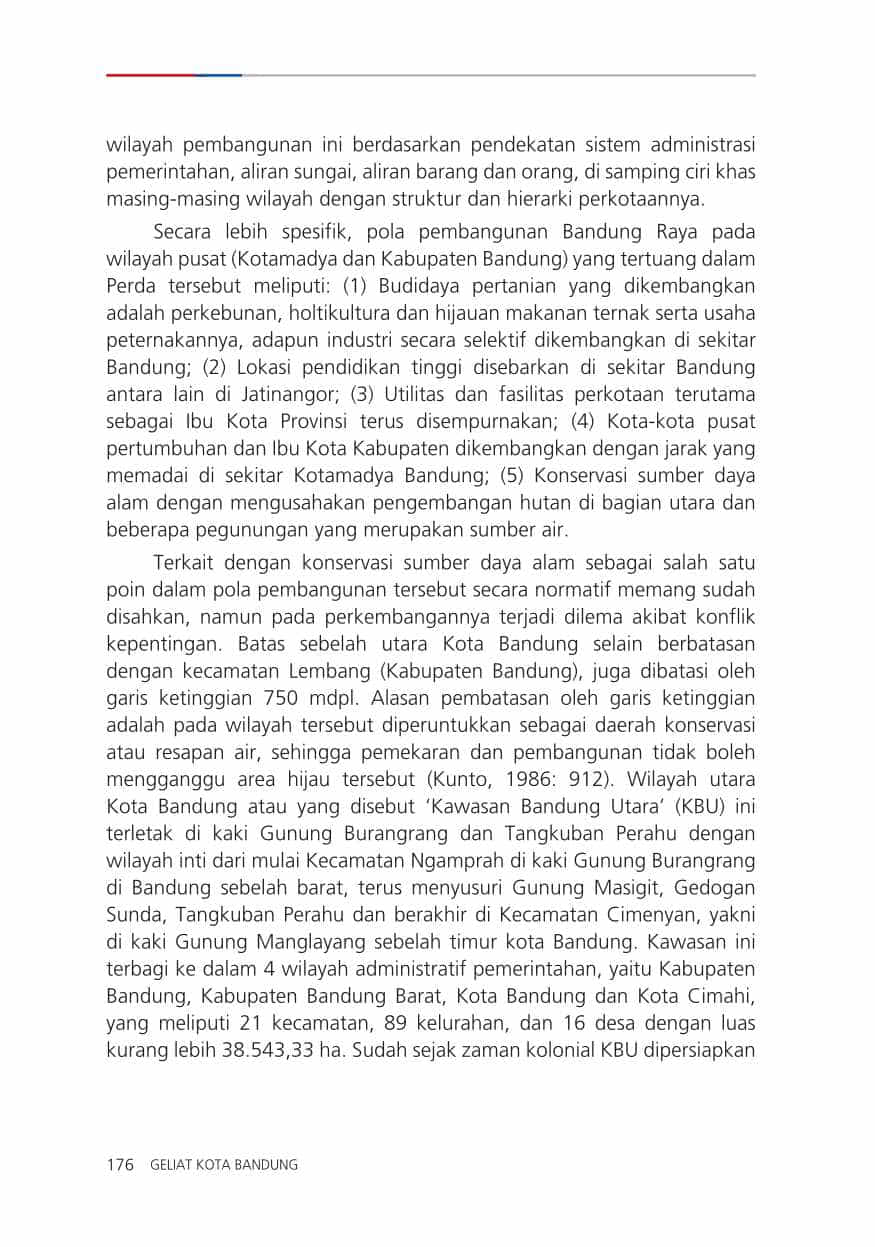 wilayah pembangunan ini berdasarkan pendekatan sistem administrasi
pemerintahan, aliran sungai, aliran barang dan orang, di samping ciri khas
masing-masing wilayah dengan struktur dan hierarki perkotaannya.
Secara lebih spesifik, pola pembangunan Bandung Raya pada
wilayah pusat (Kotamadya dan Kabupaten Bandung) yang tertuang dalam
Perda tersebut meliputi: (1) Budidaya pertanian yang dikembangkan
adalah perkebunan, holtikultura dan hijauan makanan ternak serta usaha
peternakannya, adapun industri secara selektif dikembangkan di sekitar
Bandung; (2) Lokasi pendidikan tinggi disebarkan di sekitar Bandung
antara lain di Jatinangor; (3) Utilitas dan fasilitas perkotaan terutama
sebagai Ibu Kota Provinsi terus disempurnakan; (4) Kota-kota pusat
pertumbuhan dan Ibu Kota Kabupaten dikembangkan dengan jarak yang
memadai di sekitar Kotamadya Bandung; (5) Konservasi sumber daya
alam dengan mengusahakan pengembangan hutan di bagian utara dan
beberapa pegunungan yang merupakan sumber air.
Terkait dengan konservasi sumber daya alam sebagai salah satu
poin dalam pola pembangunan tersebut secara normatif memang sudah
disahkan, namun pada perkembangannya terjadi dilema akibat konflik
kepentingan. Batas sebelah utara Kota Bandung selain berbatasan
dengan kecamatan Lembang (Kabupaten Bandung), juga dibatasi oleh
garis ketinggian 750 mdpl. Alasan pembatasan oleh garis ketinggian
adalah pada wilayah tersebut diperuntukkan sebagai daerah konservasi
atau resapan air, sehingga pemekaran dan pembangunan tidak boleh
mengganggu area hijau tersebut (Kunto, 1986: 912). Wilayah utara
Kota Bandung atau yang disebut ‘Kawasan Bandung Utara’ (KBU) ini
terletak di kaki Gunung Burangrang dan Tangkuban Perahu dengan
wilayah inti dari mulai Kecamatan Ngamprah di kaki Gunung Burangrang
di Bandung sebelah barat, terus menyusuri Gunung Masigit, Gedogan
Sunda, Tangkuban Perahu dan berakhir di Kecamatan Cimenyan, yakni
di kaki Gunung Manglayang sebelah timur kota Bandung. Kawasan ini
terbagi ke dalam 4 wilayah administratif pemerintahan, yaitu Kabupaten
Bandung, Kabupaten Bandung Barat, Kota Bandung dan Kota Cimahi,
yang meliputi 21 kecamatan, 89 kelurahan, dan 16 desa dengan luas
kurang lebih 38.543,33 ha. Sudah sejak zaman kolonial KBU dipersiapkan
176 GELIAT KOTA BANDUNG